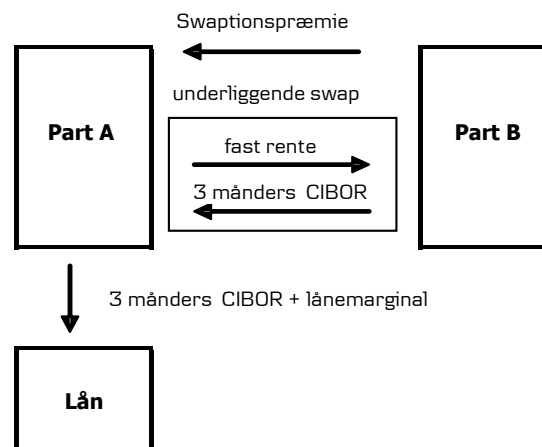 Swaptionspræmie
underliggende swap
Part A
Part B
fast rente
3 månders CIBOR
3 månders CIBOR + lånemarginal
Lån